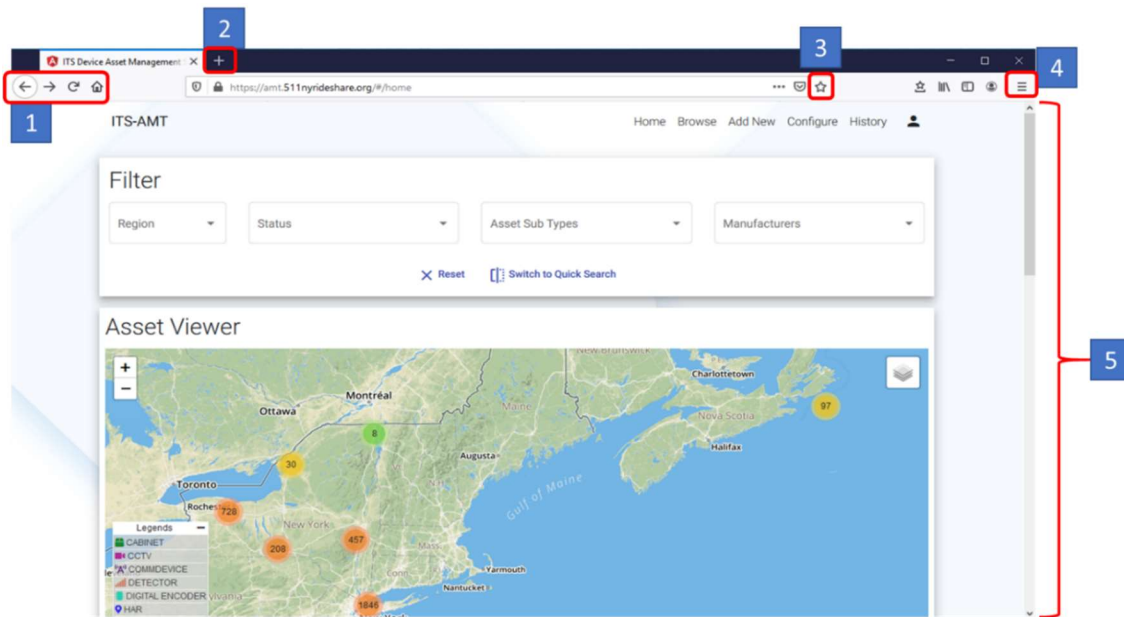 2
3
4
ITS Device Asset Management
https://amt.511nyrideshare.org/#/home
1
ITS-AMT
Home Browse Add New Configure History
Filter
Region Status Asset Sub Types Manufacturers
Reset Switch to Quick Search
Asset Viewer
+
−
New Brunswick
Charlottetown
Montréal
Ottawa
Maine
97
Nova Scotia
8
Halifax
Augusta
30
Gulf of Maine
Toronto
728
New York
457
208
Mass
Legends −
CABINET
CCTV
"A" COMMDEVICE
DETECTOR
DIGITAL ENCODER
HAR
Conn
Yarmouth
Nantucket
1846
5